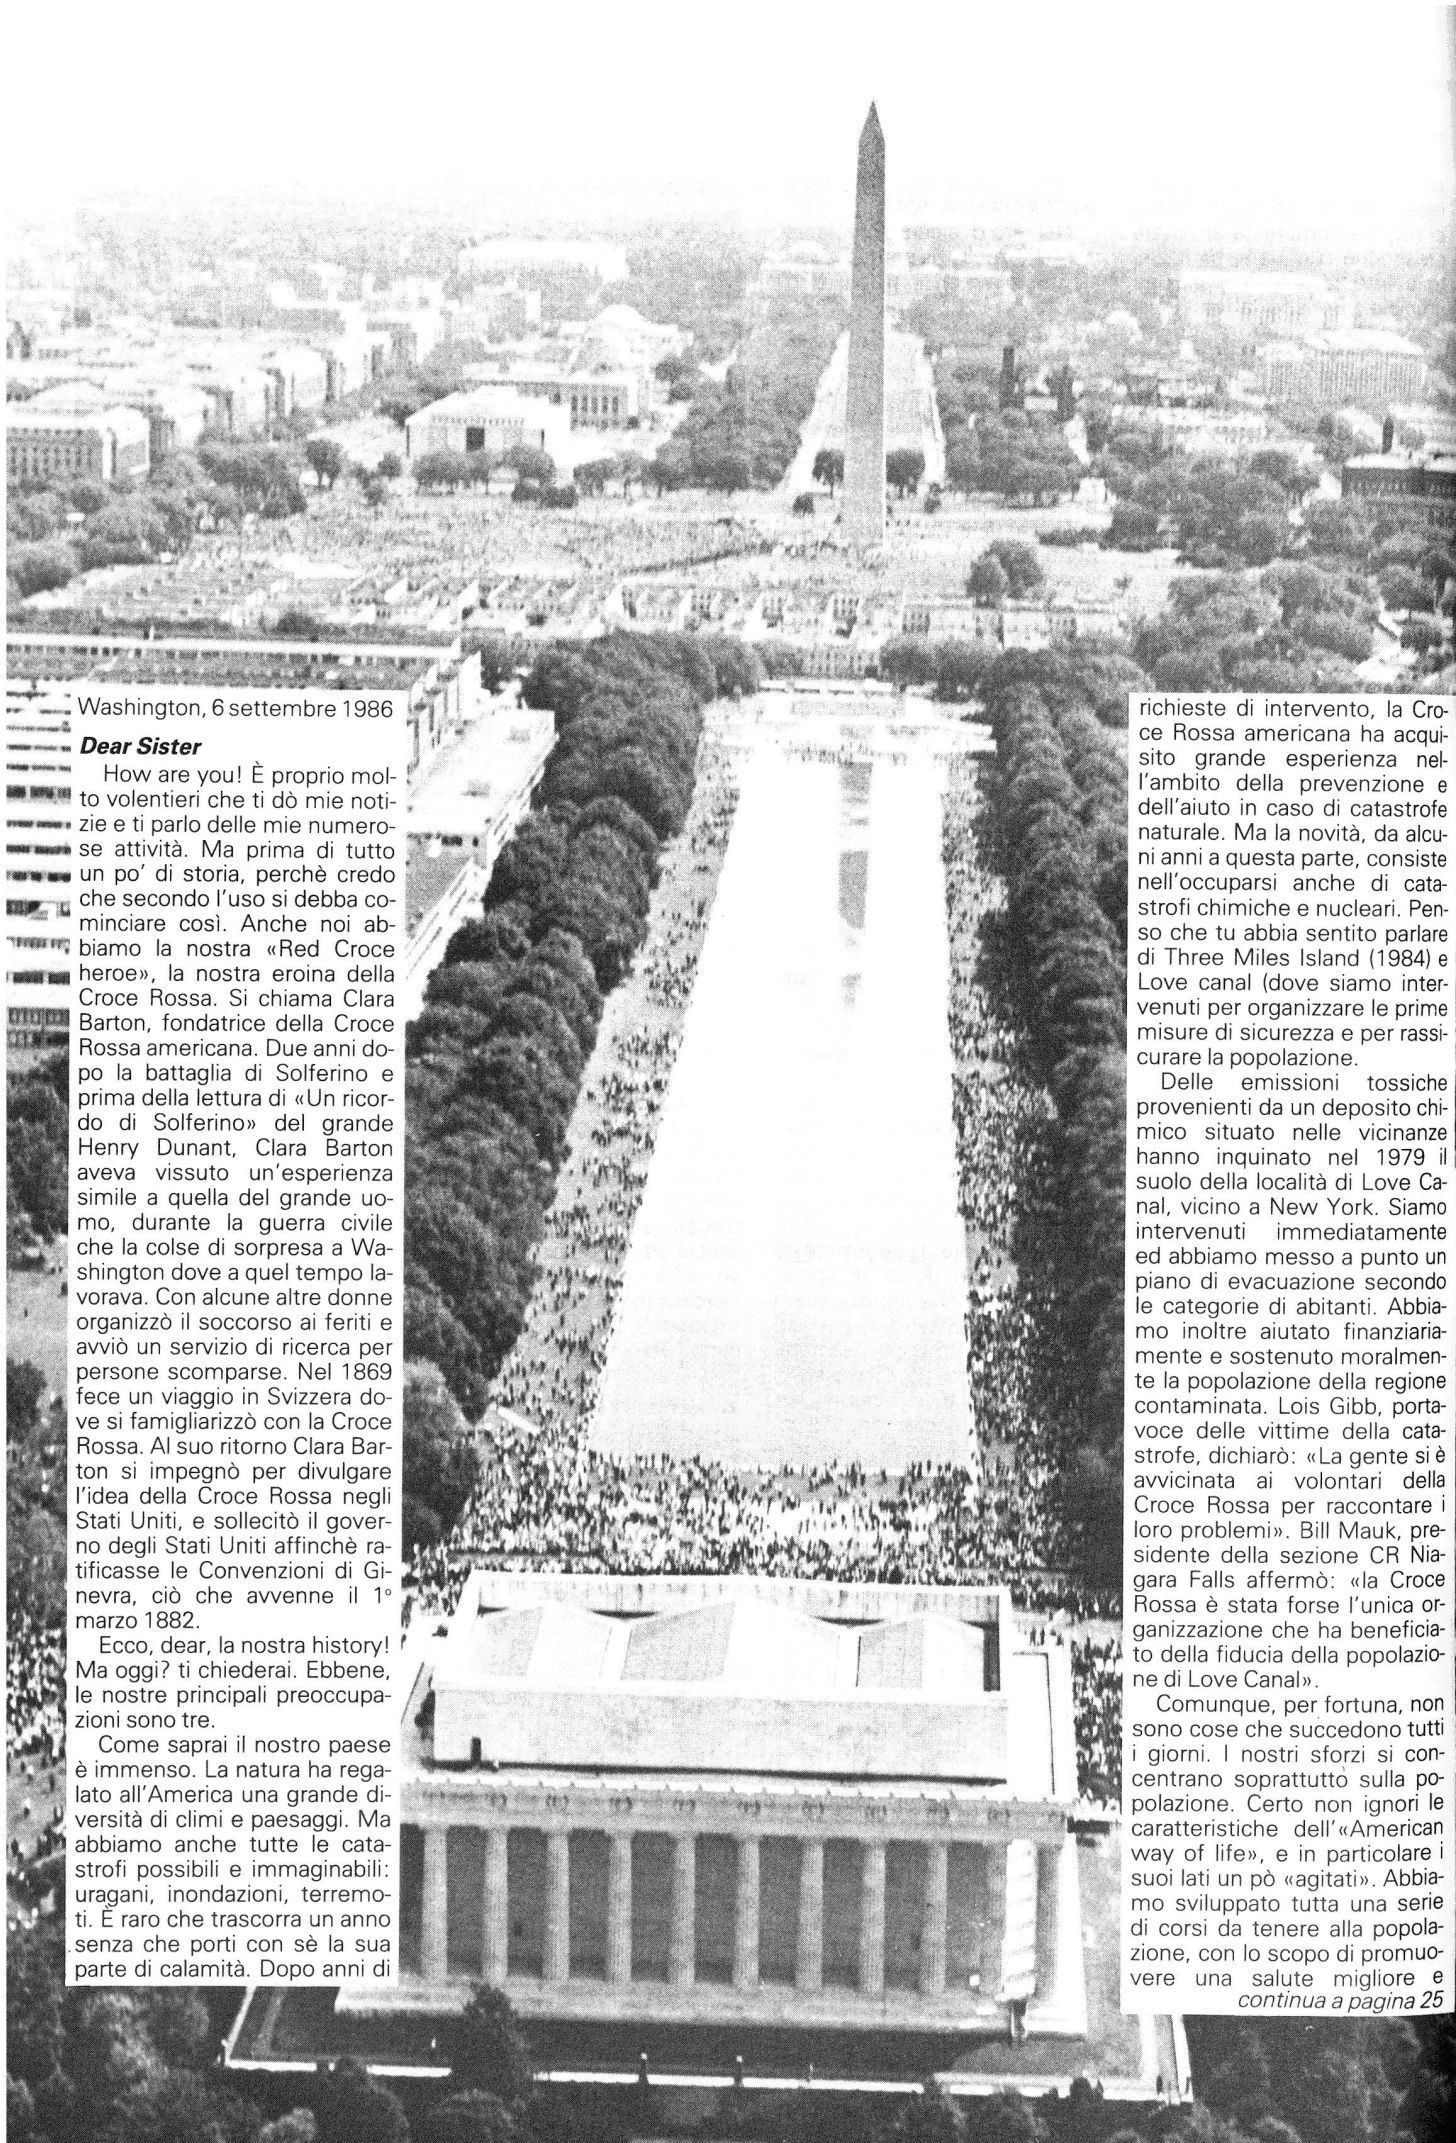 Washington, 6 settembre 1986
Dear Sister
How are you! È proprio mol-
to volentieri che ti dò mie noti-
zie e ti parlo delle mie numero-
se attività. Ma prima di tutto
un po' di storia, perchè credo
che secondo l'uso si debba co-
minciare così. Anche noi ab-
biamo la nostra «Red Croce
heroe», la nostra eroina della
Croce Rossa. Si chiama Clara
Barton, fondatrice della Croce
Rossa americana. Due anni do-
po la battaglia di Solferino e
prima della lettura di «Un ricor-
do di Solferino» del grande
Henry Dunant, Clara Barton
aveva vissuto un'esperienza
simile a quella del grande uo-
mo, durante la guerra civile
che la colse di sorpresa a Wa-
shington dove a quel tempo la-
vorava. Con alcune altre donne
organizzò il soccorso ai feriti e
avviò un servizio di ricerca per
persone scomparse. Nel 1869
fece un viaggio in Svizzera do-
ve si famigliarizzò con la Croce
Rossa. Al suo ritorno Clara Bar-
ton si impegnò per divulgare
l'idea della Croce Rossa negli
Stati Uniti, e sollecitò il gover-
no degli Stati Uniti affinchè ra-
tificasse le Convenzioni di Gi-
nevra, ciò che avvenne il 1°
marzo 1882.
Ecco, dear, la nostra history!
Ma oggi? ti chiederai. Ebbene,
le nostre principali preoccupa-
zioni sono tre.
Come saprai il nostro paese
è immenso. La natura ha rega-
lato all'America una grande di-
versità di climi e paesaggi. Ma
abbiamo anche tutte le cata-
strofi possibili e immaginabili:
uragani, inondazioni, terremo-
ti. È raro che trascorra un anno
senza che porti con sè la sua
parte di calamità. Dopo anni di
richieste di intervento, la Cro-
ce Rossa americana ha acqui-
sito grande esperienza nel-
l'ambito della prevenzione e
dell'aiuto in caso di catastrofe
naturale. Ma la novità, da alcu-
ni anni a questa parte, consiste
nell'occuparsi anche di cata-
strofi chimiche e nucleari. Pen-
so che tu abbia sentito parlare
di Three Miles Island (1984) e
Love canal (dove siamo inter-
venuti per organizzare le prime
misure di sicurezza e per rassi-
curare la popolazione.
Delle emissioni tossiche
provenienti da un deposito chi-
mico situato nelle vicinanze
hanno inquinato nel 1979 il
suolo della località di Love Ca-
nal, vicino a New York. Siamo
intervenuti immediatamente
ed abbiamo messo a punto un
piano di evacuazione secondo
le categorie di abitanti. Abbia-
mo inoltre aiutato finanziaria-
mente e sostenuto moralmen-
te la popolazione della regione
contaminata. Lois Gibb, porta-
voce delle vittime della cata-
strofe, dichiarò: «La gente si è
avvicinata ai volontari della
Croce Rossa per raccontare i
loro problemi». Bill Mauk, pre-
sidente della sezione CR Nia-
gara Falls affermò: «la Croce
Rossa è stata forse l'unica or-
ganizzazione che ha beneficia-
to della fiducia della popolazio-
ne di Love Canal».
Comunque, per fortuna, non
sono cose che succedono tutti
i giorni. I nostri sforzi si con-
centrano soprattutto sulla po-
polazione. Certo non ignori le
caratteristiche dell'«American
way of life», e in particolare i
suoi lati un pò «agitati». Abbia-
mo sviluppato tutta una serie
di corsi da tenere alla popola-
zione, con lo scopo di promuo-
vere una salute migliore e
continua a pagina 25